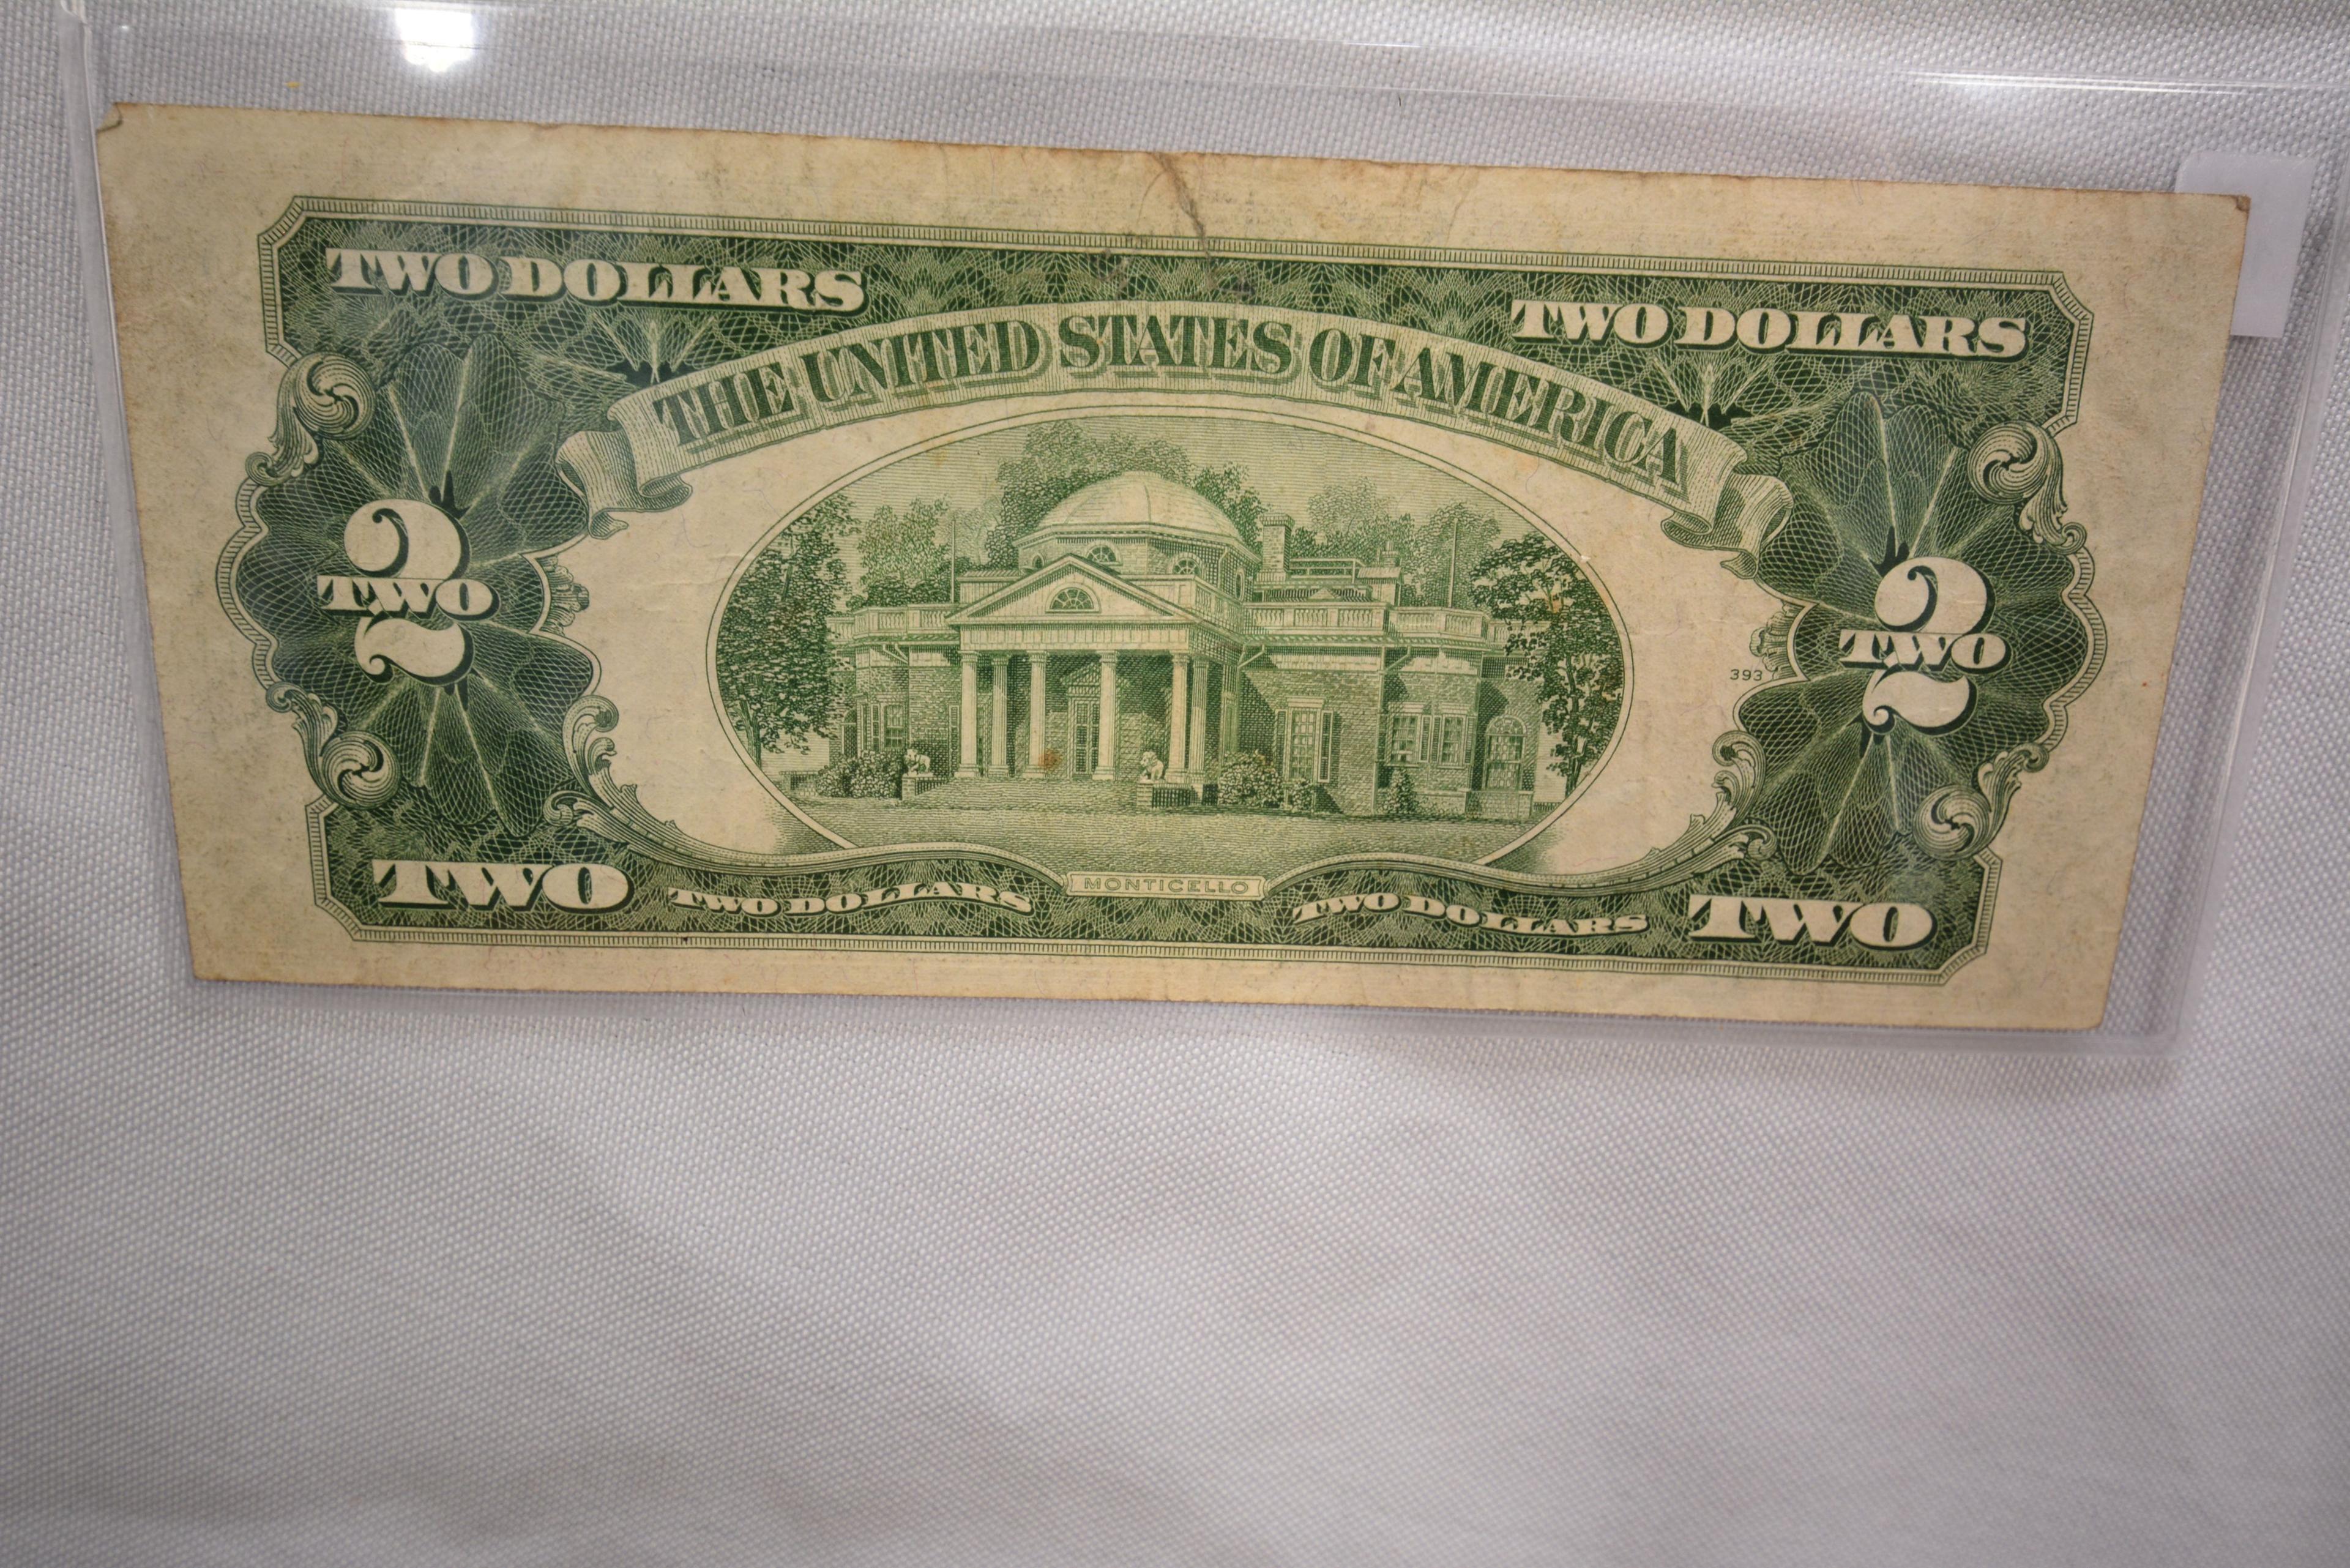 TWO DOLLARS
TWO DOLLARS
THE UNITED STATES OF AMERICA
2
TWO
2
TWO
393
MONTICELLO
TWO
TWO DOLLARS
TWO DOLLARS
TWO